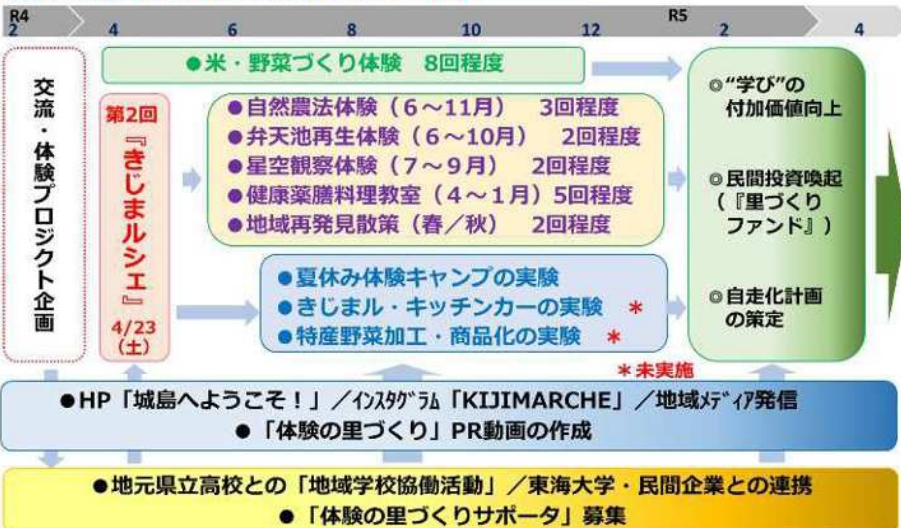 R4
R5
2 4 6 8 10 12 2 4
交流・体験プロジェクト企画
●米・野菜づくり体験 8回程度
第2回
『きじまルシェ』
4/23
(土)
●自然農法体験(6～11月) 3回程度
●弁天池再生体験(6～10月) 2回程度
●星空観察体験(7～9月) 2回程度
●健康薬膳料理教室(4～1月)5回程度
●地域再発見散策(春/秋) 2回程度
●夏休み体験キャンプの実験
●きじマル・キッチンカーの実験 *
●特産野菜加工・商品化の実験 *
*未実施
◎“学び”の
付加価値向上
◎民間投資喚起
(『里づくり
ファンド』)
◎自走化計画
の策定
●HP「城島へようこそ!」/インスタグラム「KIJIMARCHE」/地域メディア発信
●「体験の里づくり」PR動画の作成
●地元県立高校との「地域学校協働活動」/東海大学・民間企業との連携
●「体験の里づくりサポータ」募集